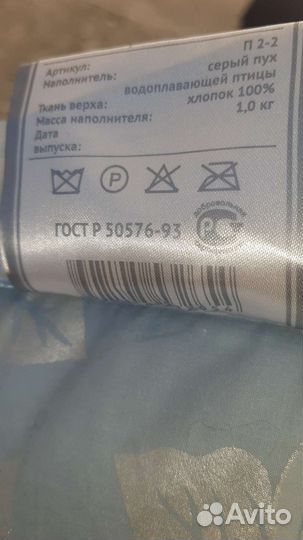 Артикул: П 2-2
Наполнитель: серый пух
водоплавающей птицы
Ткань верха: хлопок 100%
Масса наполнителя: 1,0 кг
Дата
выпуска:
P
ГОСТ Р 50576-93
добровольная
Avito